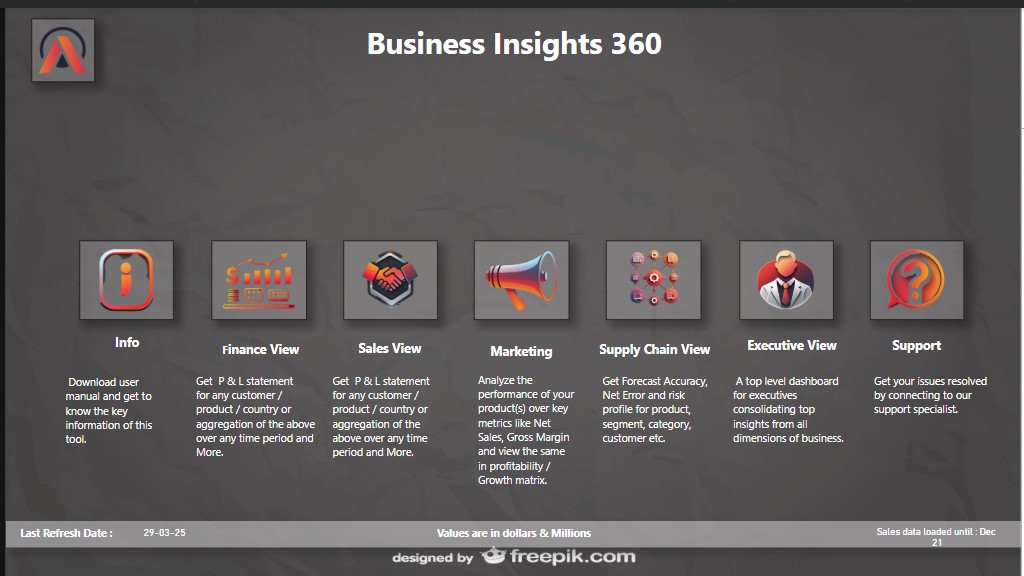 Business Insights 360
Info
Download user
manual and get to
know the key
information of this
tool.
Finance View
Get P & L statement
for any customer /
product / country or
aggregation of the above
over any time period and
More.
Sales View
Get P & L statement
for any customer /
product / country or
aggregation of the
above over any time
period and More.
Marketing
Analyze the
performance of your
product(s) over key
metrics like Net
Sales, Gross Margin
and view the same
in profitability /
Growth matrix.
Supply Chain View
Get Forecast Accuracy,
Net Error and risk
profile for product,
segment, category,
customer etc.
Executive View
A top level dashboard
for executives
consolidating top
insights from all
dimensions of business.
Support
Get your issues resolved
by connecting to our
support specialist.
Last Refresh Date :
29-03-25
Values are in dollars & Millions
Sales data loaded until : Dec
21
designed by freepik.com